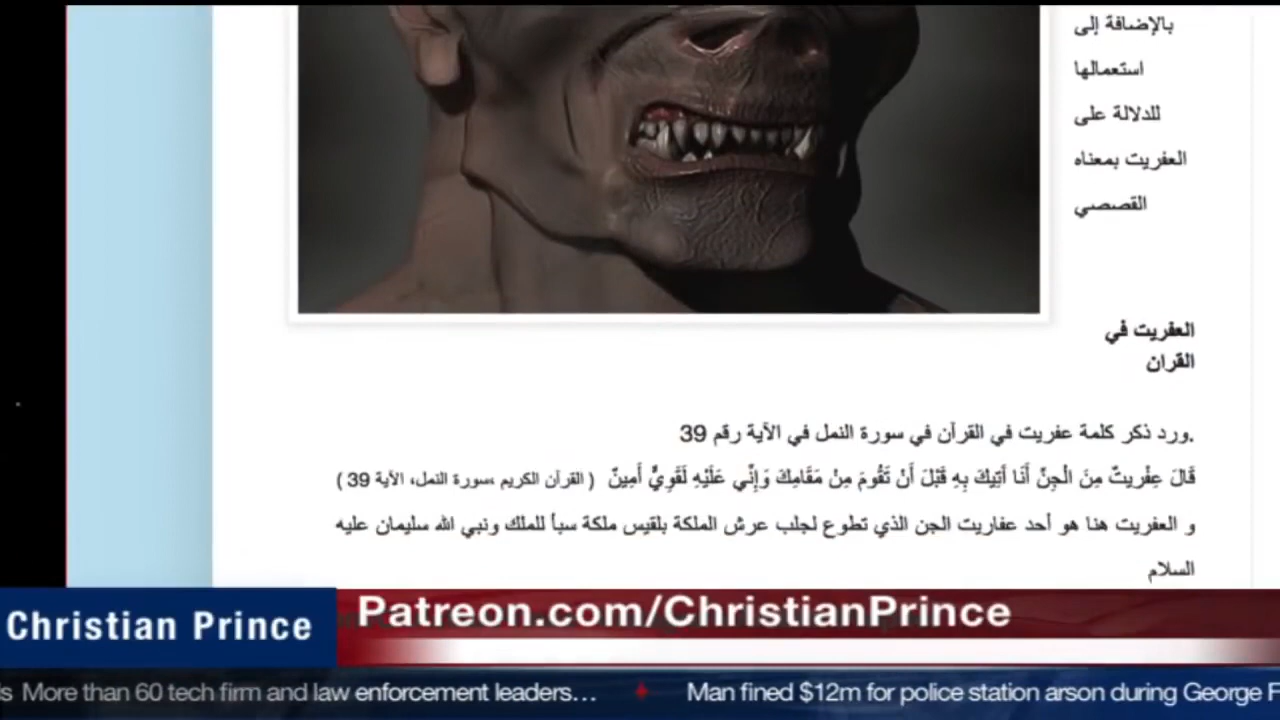 بالإضافة إلى
استعمالها
للدلالة على
العفريت بمعناه
القصصي
العفريت في
القران
.ورد ذكر كلمة عفريت في القرآن في سورة النمل في الآية رقم 39
قَالَ عِفْريتٌ مِنَ الْجِنِّ أَنَا آتِيكَ بِهِ قَبْلَ أَنْ تَقُومَ مِنْ مَقَامِكَ وَإِنِّي عَلَيْهِ لَقَوِيٌّ أَمِينٌ ( القرآن الكريم ،سورة النمل، الآية 39 )
و العفريت هنا هو أحد عفاريت الجن الذي تطوع لجلب عرش الملكة بلقيس ملكة سبأ للملك ونبي الله سليمان عليه
السلام
Christian Prince
Patreon.com/ChristianPrince
s More than 60 tech firm and law enforcement leaders… Man fined $12m for police station arson during George F